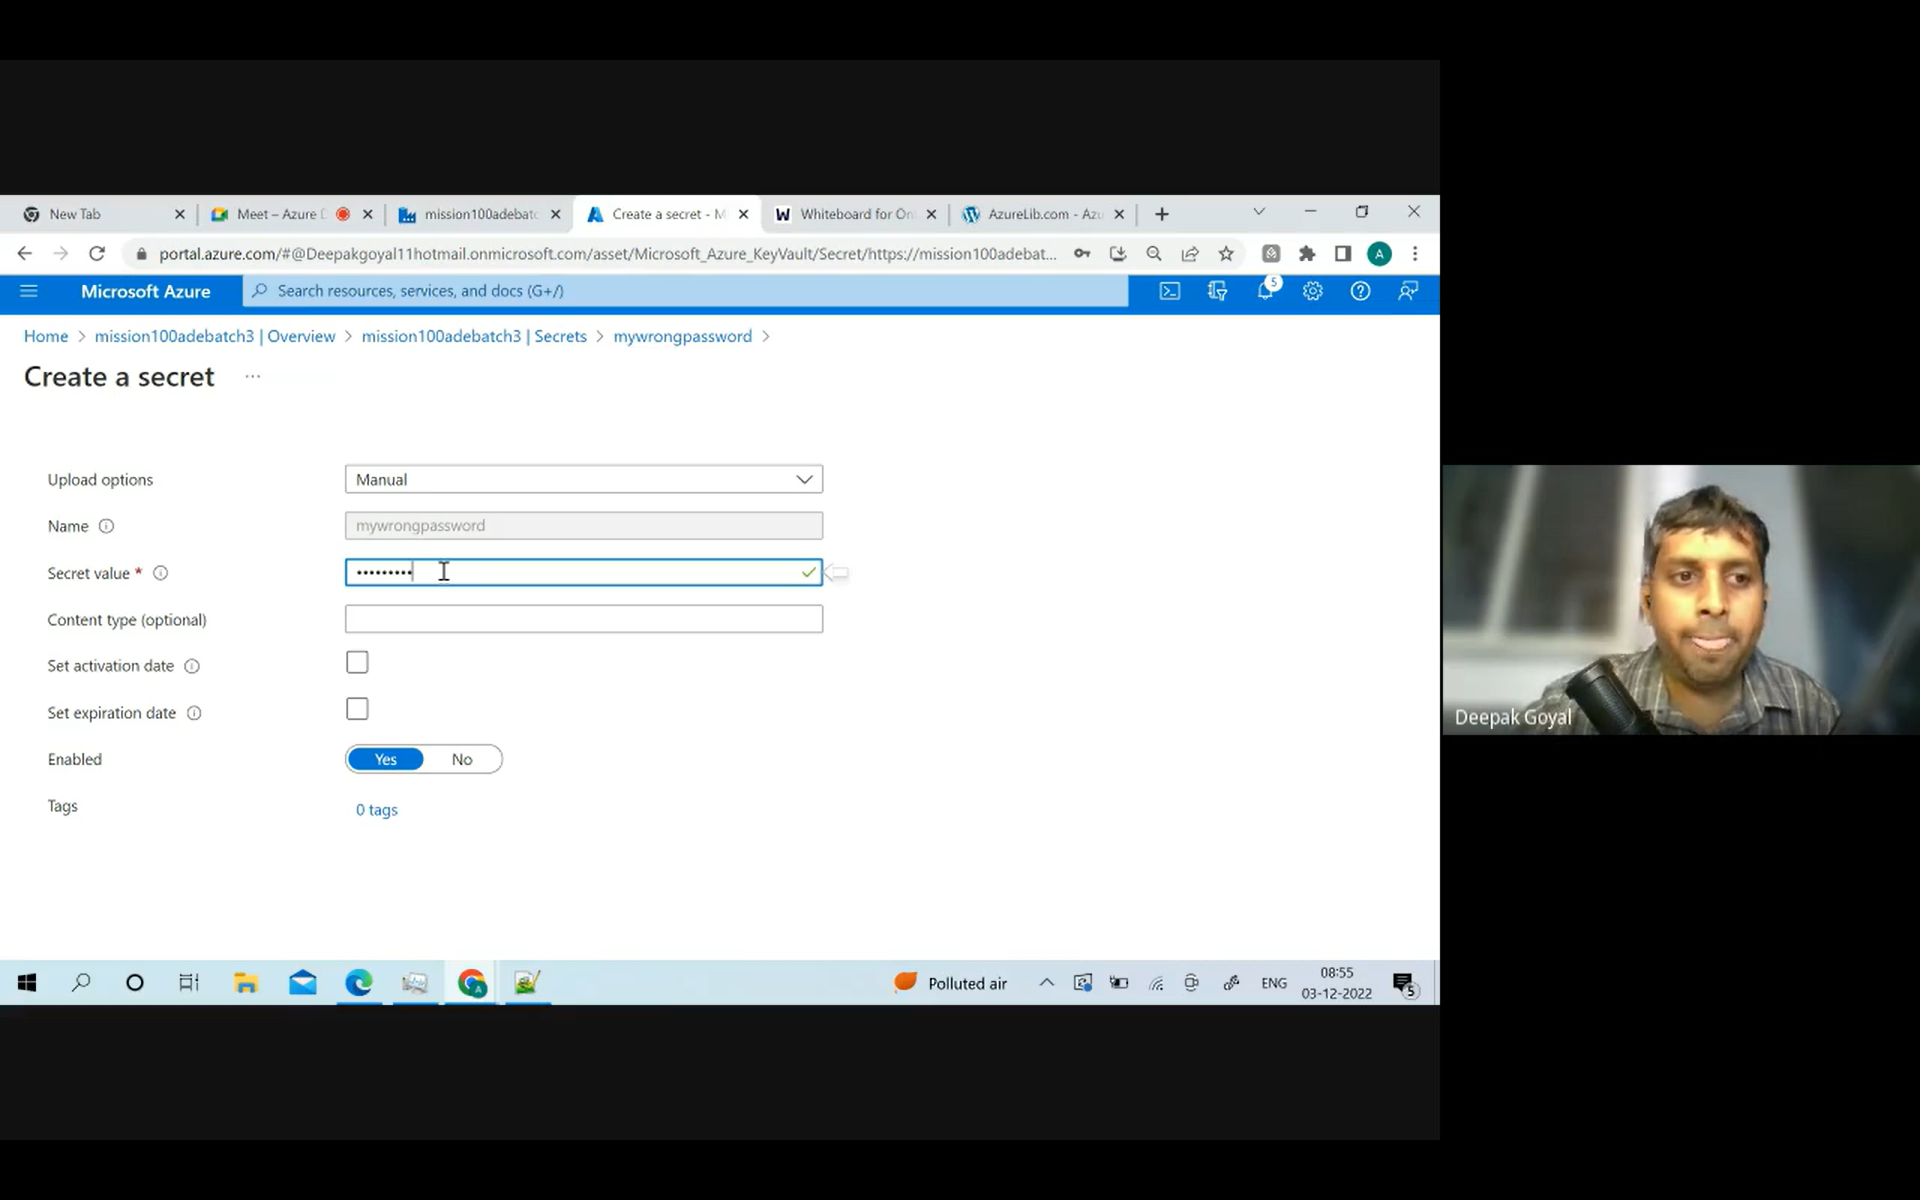 New Tab
Meet – Azure D
mission100adebatc
Create a secret - M
Whiteboard for On
AzureLib.com - Azu
portal.azure.com/#@Deepakgoyal11hotmail.onmicrosoft.com/asset/Microsoft_Azure_KeyVault/Secret/https://mission100adebat...
A
Microsoft Azure
Search resources, services, and docs (G+/)
5
Home > mission100adebatch3 | Overview > mission100adebatch3 | Secrets > mywrongpassword >
Create a secret ...
Upload options
Manual
Name
mywrongpassword
Secret value *
•••••••••
Content type (optional)
Set activation date
Set expiration date
Enabled
Yes No
Tags
0 tags
Deepak Goyal
Polluted air
ENG
08:55
03-12-2022
5